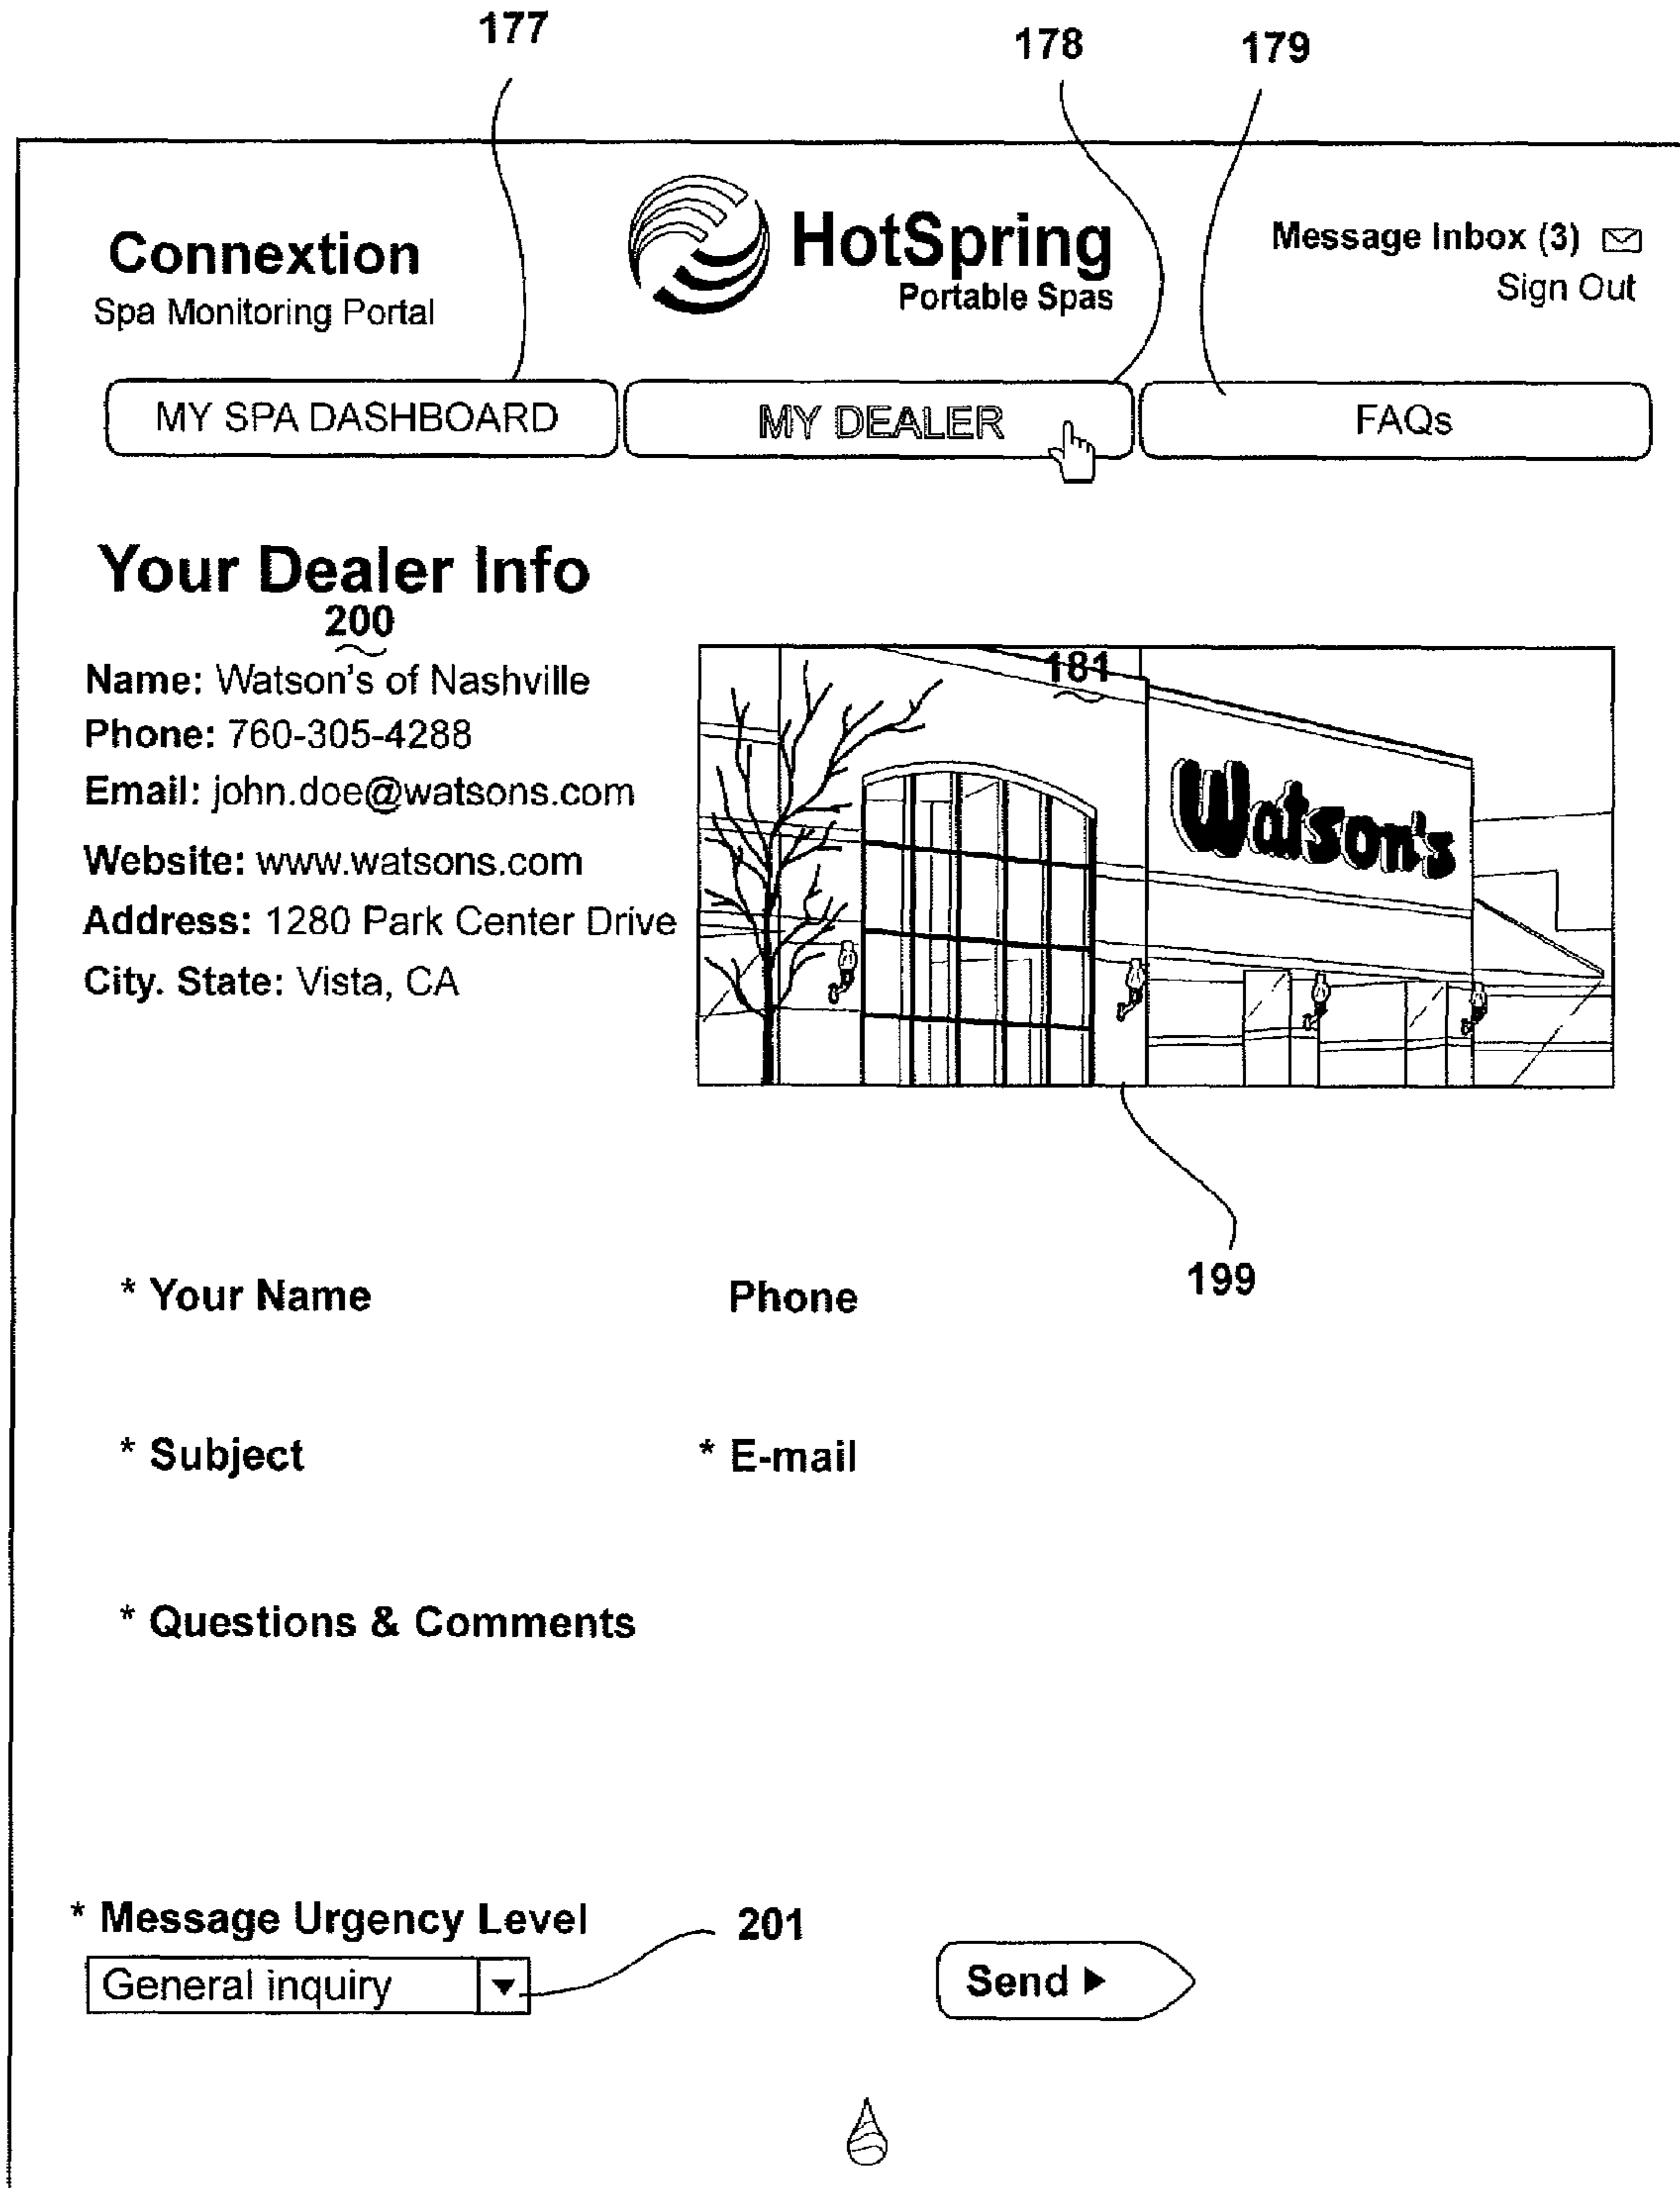 177
178 179
Connextion
Spa Monitoring Portal
HotSpring
Portable Spas
Message Inbox (3)
Sign Out
MY SPA DASHBOARD MY DEALER FAQs
Your Dealer Info
200
Name: Watson's of Nashville
Phone: 760-305-4288
Email: john.doe@watsons.com
Website: www.watsons.com
Address: 1280 Park Center Drive
City. State: Vista, CA
181
Watson's
199
* Your Name Phone
* Subject * E-mail
* Questions & Comments
* Message Urgency Level 201
General inquiry
Send